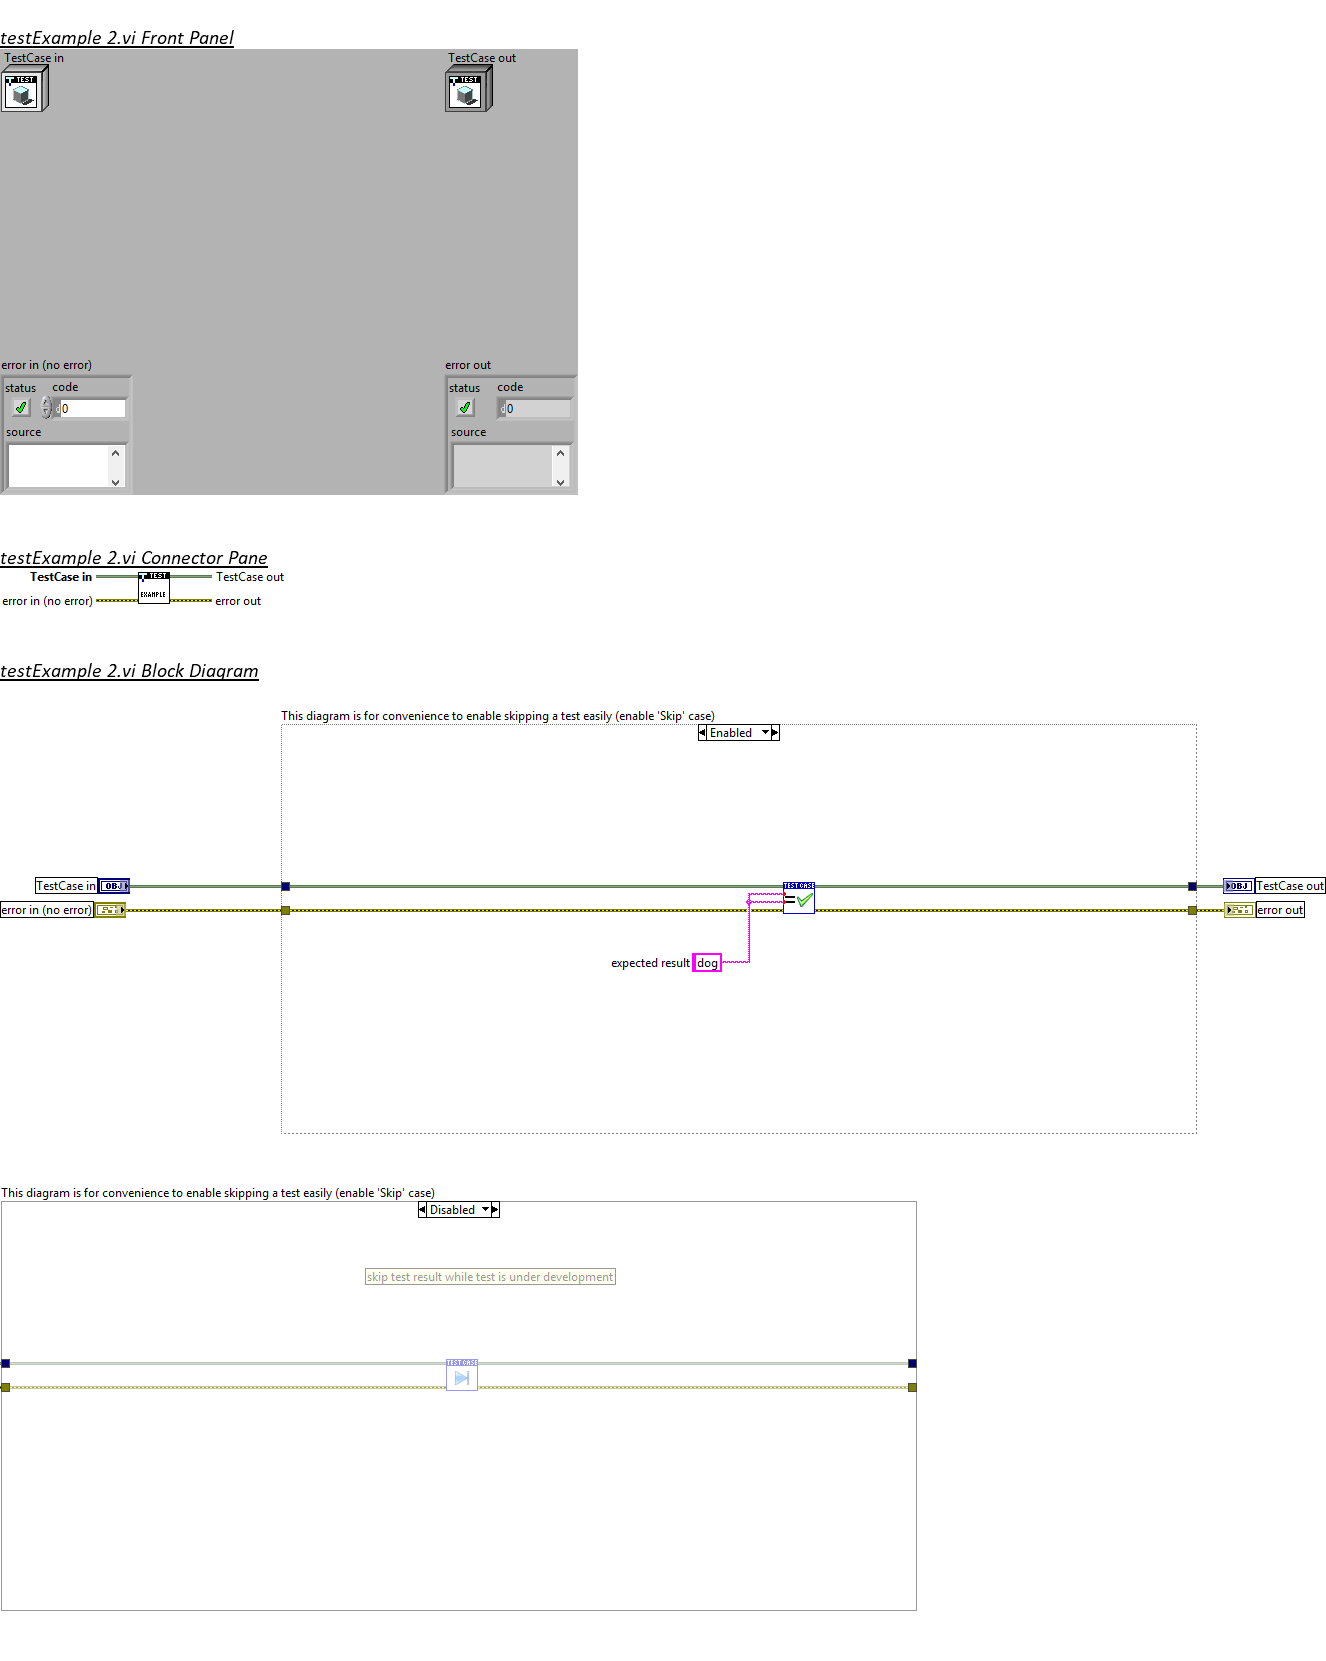 testExample 2.vi Front Panel
TestCase in
TestCase out
TEST
TEST
error in (no error)
error out
status
code
status
code
d
0
d
0
source
source
testExample 2.vi Connector Pane
TestCase in
TEST
EXAMPLE
TestCase out
error in (no error)
error out
testExample 2.vi Block Diagram
This diagram is for convenience to enable skipping a test easily (enable 'Skip' case)
Enabled
TestCase in
OBJ
TEST CASE
=
OBJ
TestCase out
error in (no error)
error out
expected result
dog
This diagram is for convenience to enable skipping a test easily (enable 'Skip' case)
Disabled
skip test result while test is under development
TEST CASE